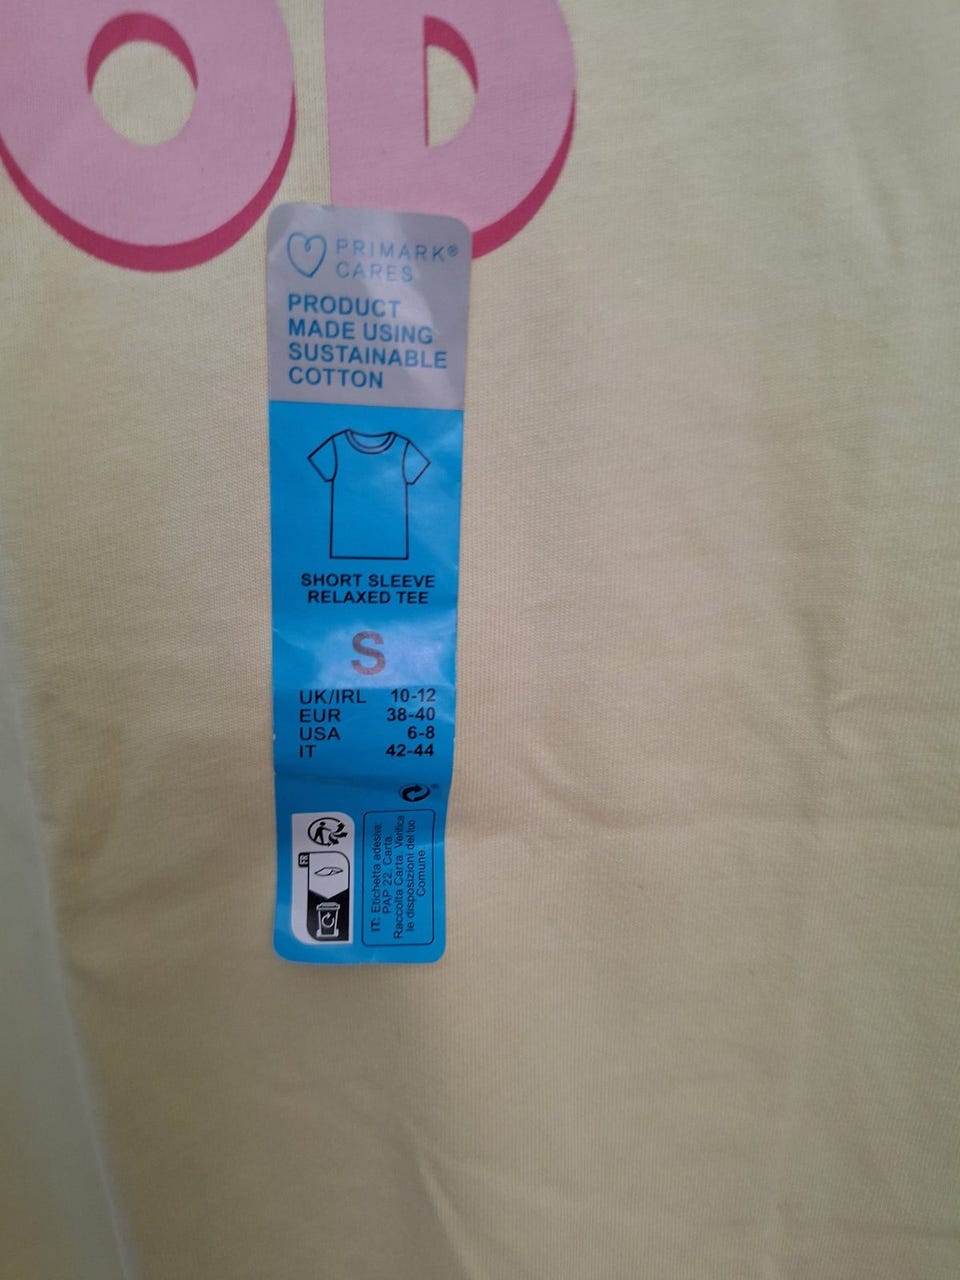 OD
PRIMARK®
CARES
PRODUCT
MADE USING
SUSTAINABLE
COTTON
SHORT SLEEVE
RELAXED TEE
S
UK/IRL 10-12
EUR 38-40
USA 6-8
IT 42-44
FR
IT: Etichetta adesiva:
PAP 22. Carta.
Raccolta Carta. Verifica
le disposizioni del tuo
Comune.